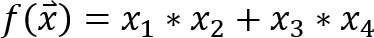 f(x⃗) = x₁ * x₂ + x₃ * x₄